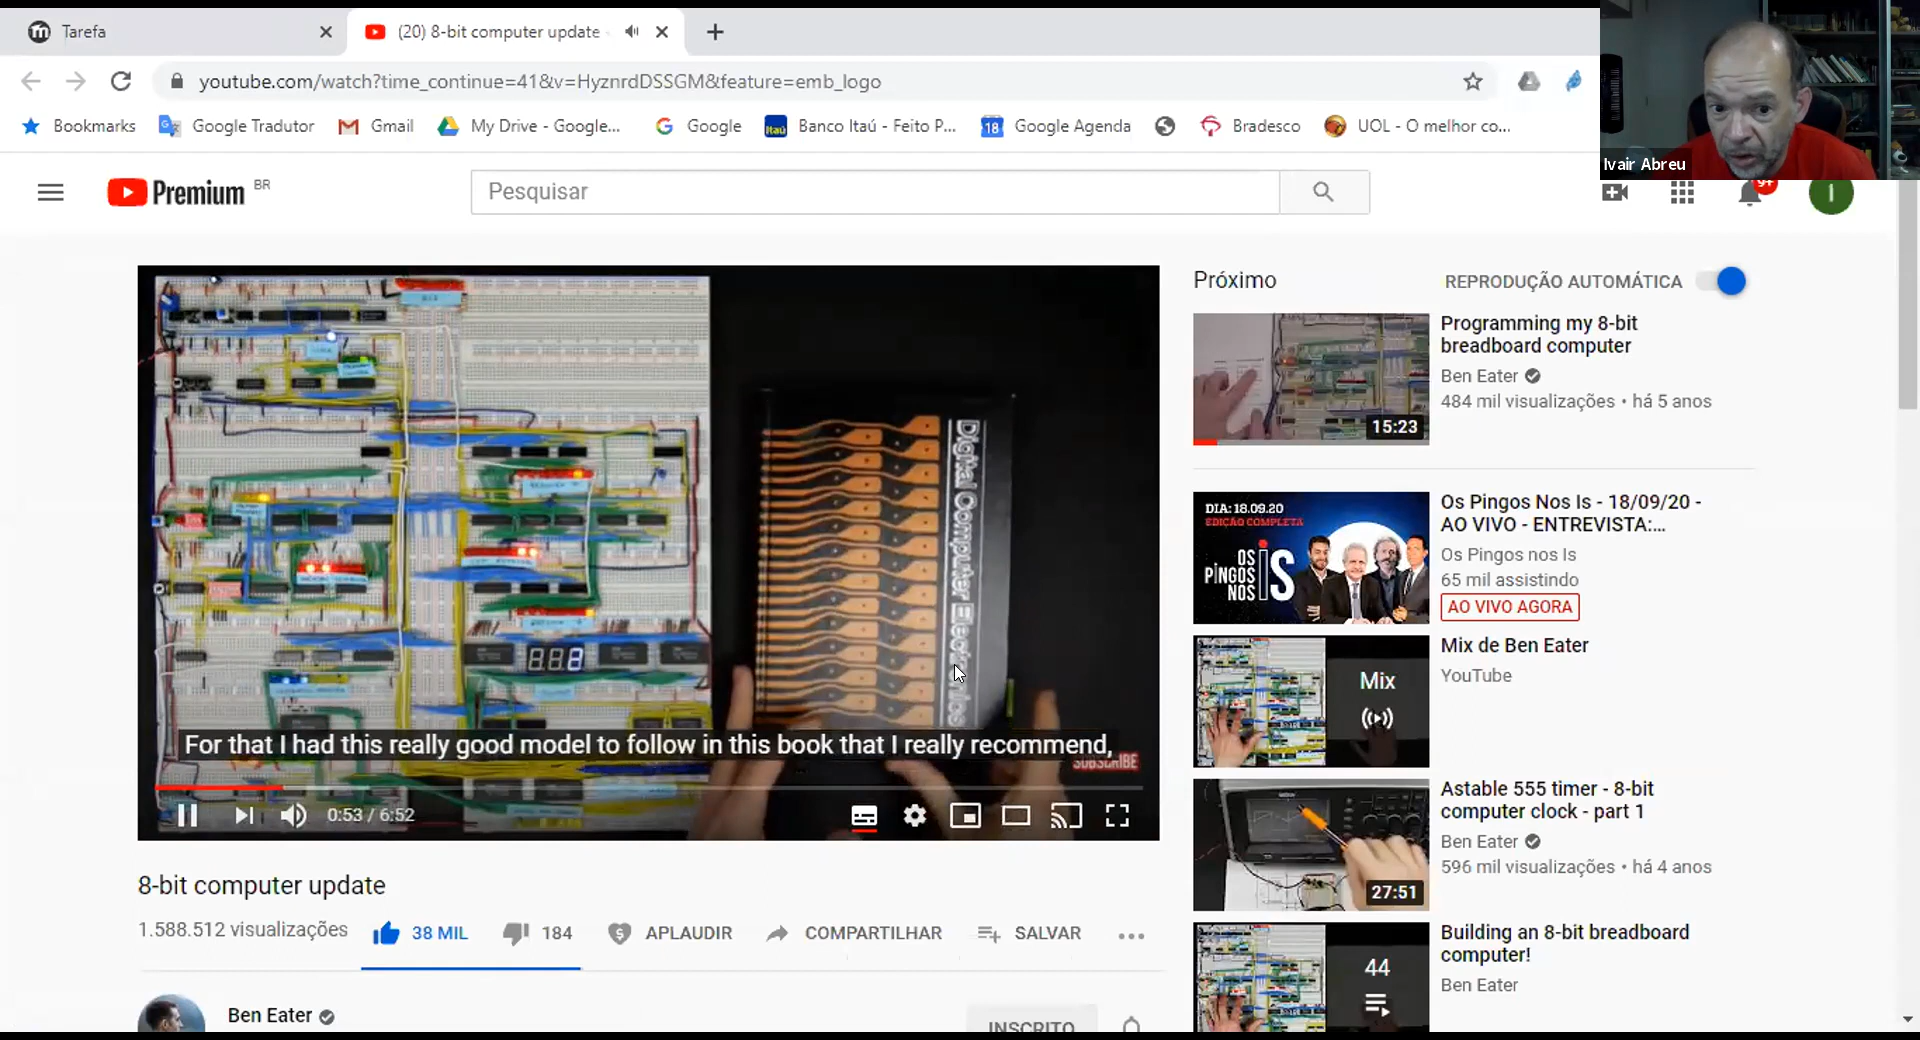 Tarefa
(20) 8-bit computer update
youtube.com/watch?time_continue=41&v=HyznrdDSSGM&feature=emb_logo
Bookmarks
Google Tradutor
Gmail
My Drive - Google...
Google
Banco Itaú - Feito P...
18
Google Agenda
Bradesco
UOL - O melhor co...
Ivair Abreu
Premium BR
Pesquisar
9+
I
Digital Computer Electronics
For that I had this really good model to follow in this book that I really recommend,
SUBSCRIBE
0:53 / 6:52
8-bit computer update
1.588.512 visualizações
38 MIL
184
APLAUDIR
COMPARTILHAR
SALVAR
Ben Eater
INSCRITO
Próximo
REPRODUÇÃO AUTOMÁTICA
15:23
Programming my 8-bit
breadboard computer
Ben Eater
484 mil visualizações • há 5 anos
DIA: 18.09.20
EDIÇÃO COMPLETA
OS
PINGOS
NOS
IS
Os Pingos Nos Is - 18/09/20 -
AO VIVO - ENTREVISTA:...
Os Pingos nos Is
65 mil assistindo
AO VIVO AGORA
Mix
Mix de Ben Eater
YouTube
27:51
Astable 555 timer - 8-bit
computer clock - part 1
Ben Eater
596 mil visualizações • há 4 anos
44
Building an 8-bit breadboard
computer!
Ben Eater